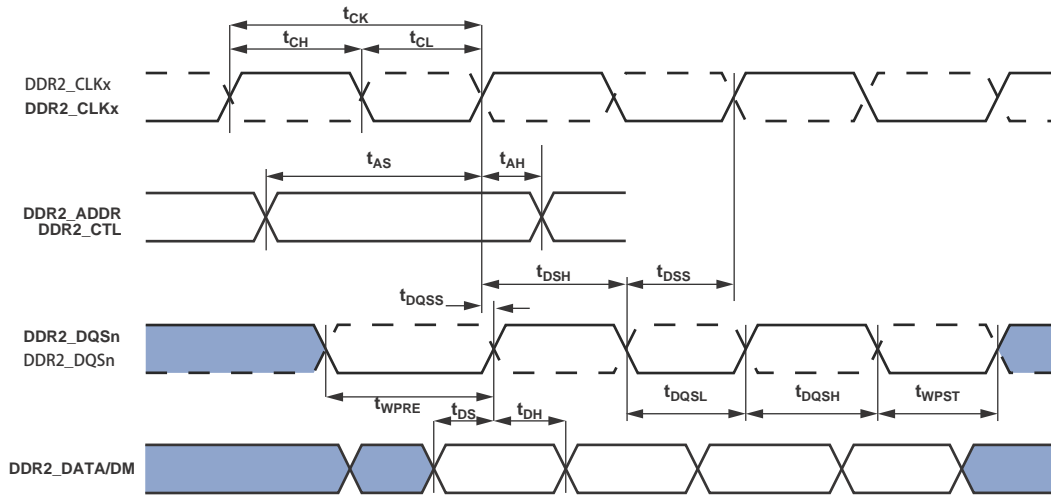 tCK
tCH
tCL
DDR2_CLKx
DDR2_CLKx
tAS
tAH
DDR2_ADDR
DDR2_CTL
tDSH
tDSS
tDQSS
DDR2_DQSn
DDR2_DQSn
tWPRE
tDS
tDH
tDQSL
tDQSH
tWPST
DDR2_DATA/DM